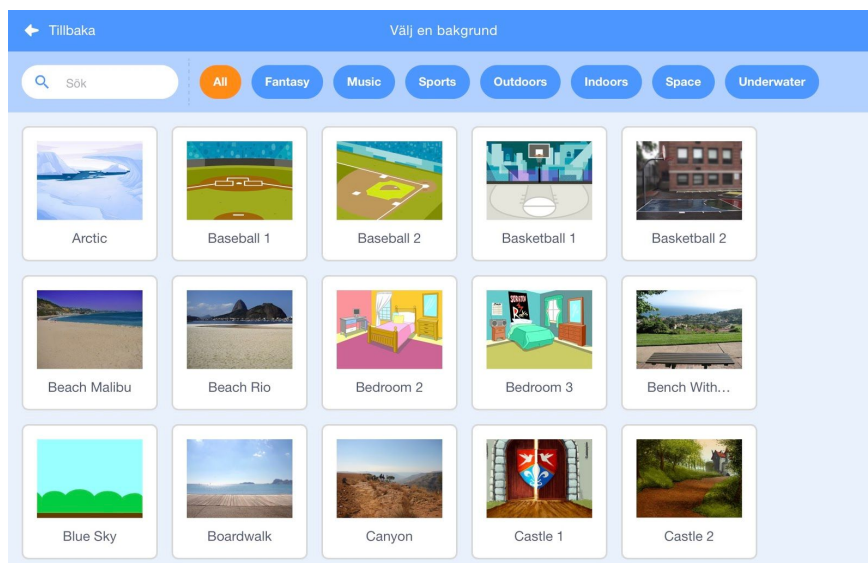 Tillbaka
Välj en bakgrund
Sök
All
Fantasy
Music
Sports
Outdoors
Indoors
Space
Underwater
Arctic
Baseball 1
Baseball 2
Basketball 1
Basketball 2
Beach Malibu
Beach Rio
Bedroom 2
Bedroom 3
Bench With...
Blue Sky
Boardwalk
Canyon
Castle 1
Castle 2